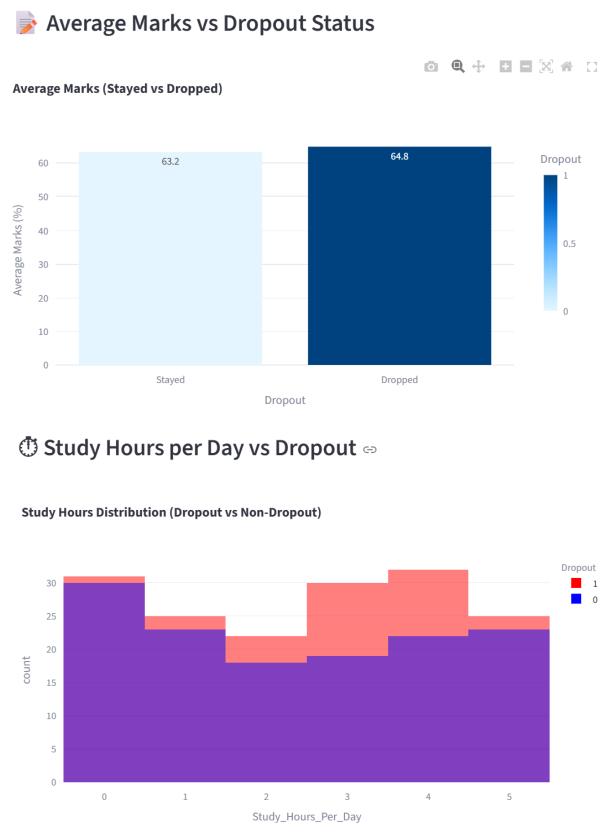 Average Marks vs Dropout Status
Average Marks (Stayed vs Dropped)
63.2
64.8
60
50
40
30
20
10
0
Average Marks (%)
Stayed
Dropped
Dropout
Dropout
1
0.5
0
Study Hours per Day vs Dropout
Study Hours Distribution (Dropout vs Non-Dropout)
30
25
20
15
10
5
0
count
0
1
2
3
4
5
Study_Hours_Per_Day
Dropout
1
0